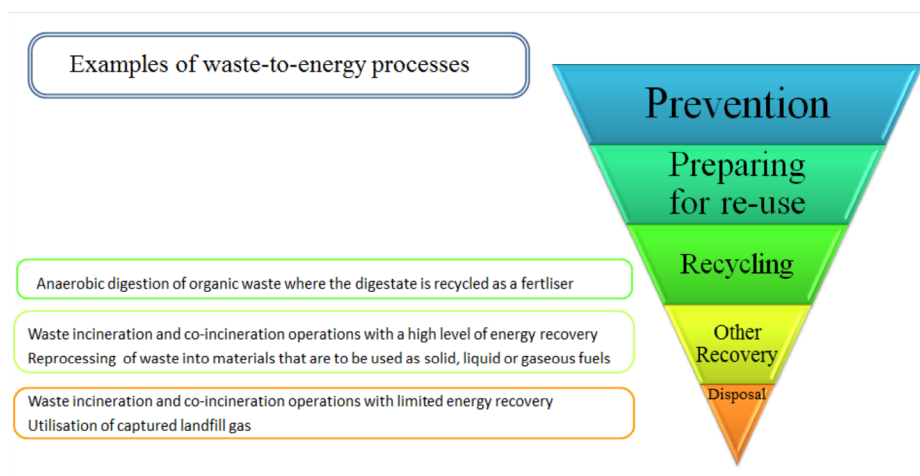 Examples of waste-to-energy processes
Prevention
Preparing
for re-use
Recycling
Anaerobic digestion of organic waste where the digestate is recycled as a fertliser
Other
Recovery
Waste incineration and co-incineration operations with a high level of energy recovery
Reprocessing of waste into materials that are to be used as solid, liquid or gaseous fuels
Disposal
Waste incineration and co-incineration operations with limited energy recovery
Utilisation of captured landfill gas